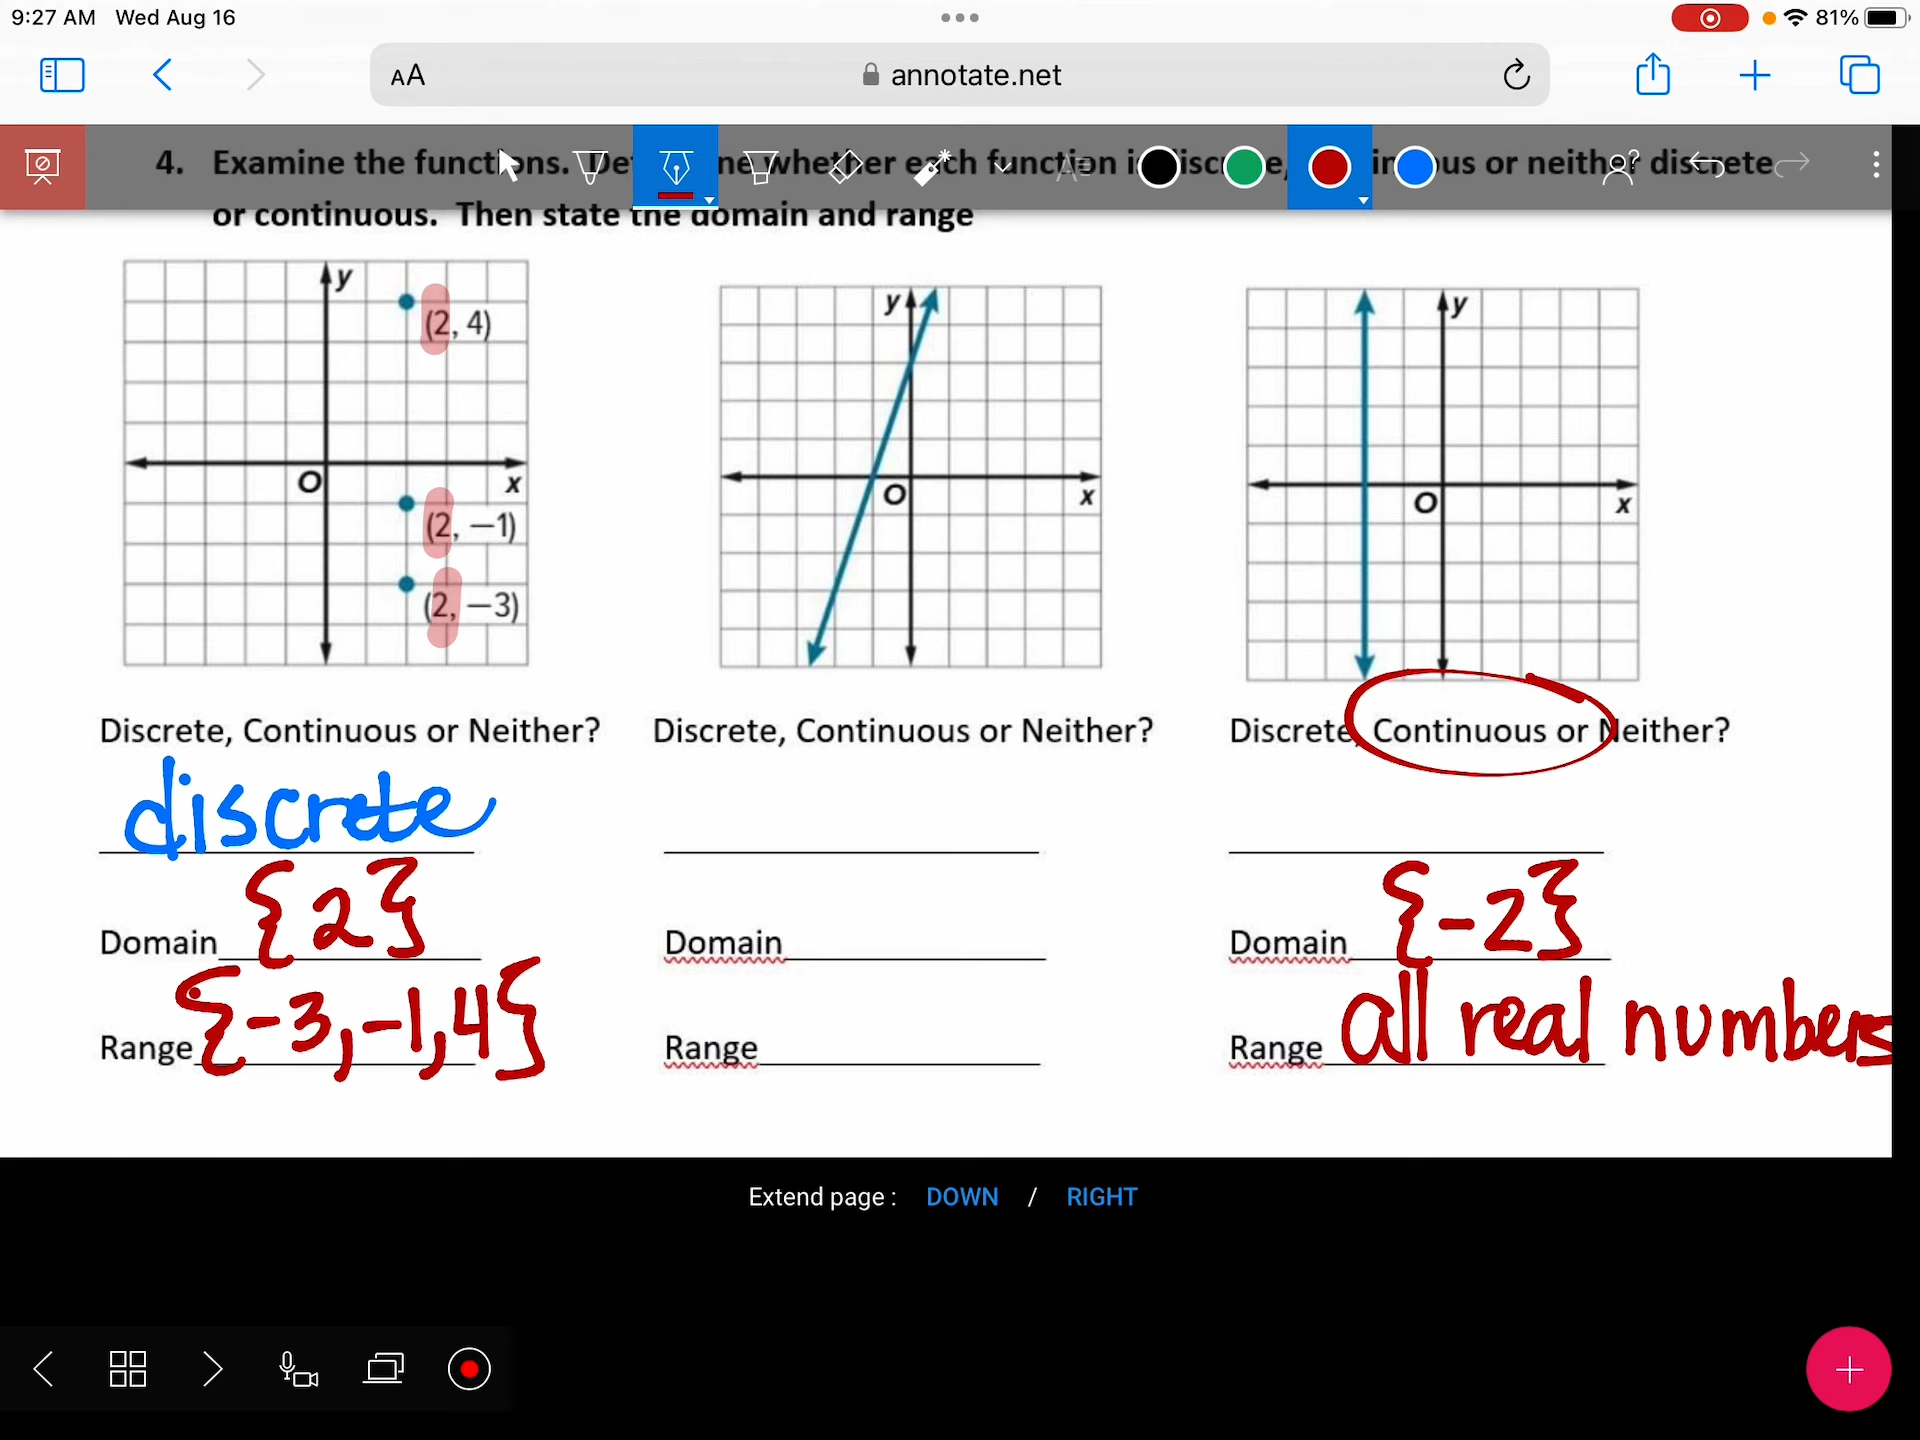 9:27 AM Wed Aug 16
81%
AA annotate.net
4. Examine the functions. whether each function is or neither discrete
or continuous. Then state the domain and range
y
(2, 4)
O
x
(2, −1)
(2, −3)
y
O
x
y
O
x
Discrete, Continuous or Neither? Discrete, Continuous or Neither? Discrete, Continuous or Neither?
discrete
Domain {2} Domain Domain {-2}
Range {-3,-1,4} Range Range all real numbers
Extend page : DOWN / RIGHT